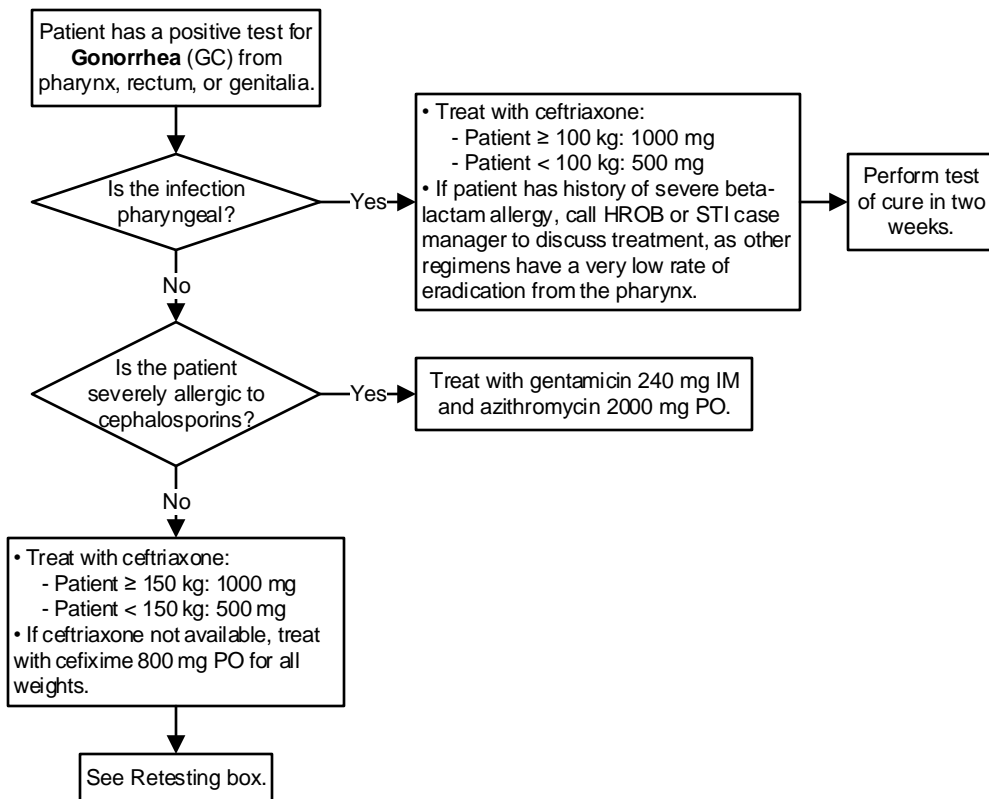 Patient has a positive test for
Gonorrhea (GC) from
pharynx, rectum, or genitalia.
Is the infection
pharyngeal?
Yes
• Treat with ceftriaxone:
- Patient ≥ 100 kg: 1000 mg
- Patient < 100 kg: 500 mg
• If patient has history of severe beta-
lactam allergy, call HROB or STI case
manager to discuss treatment, as other
regimens have a very low rate of
eradication from the pharynx.
Perform test
of cure in two
weeks.
No
Is the patient
severely allergic to
cephalosporins?
Yes
Treat with gentamicin 240 mg IM
and azithromycin 2000 mg PO.
No
• Treat with ceftriaxone:
- Patient ≥ 150 kg: 1000 mg
- Patient < 150 kg: 500 mg
• If ceftriaxone not available, treat
with cefixime 800 mg PO for all
weights.
See Retesting box.